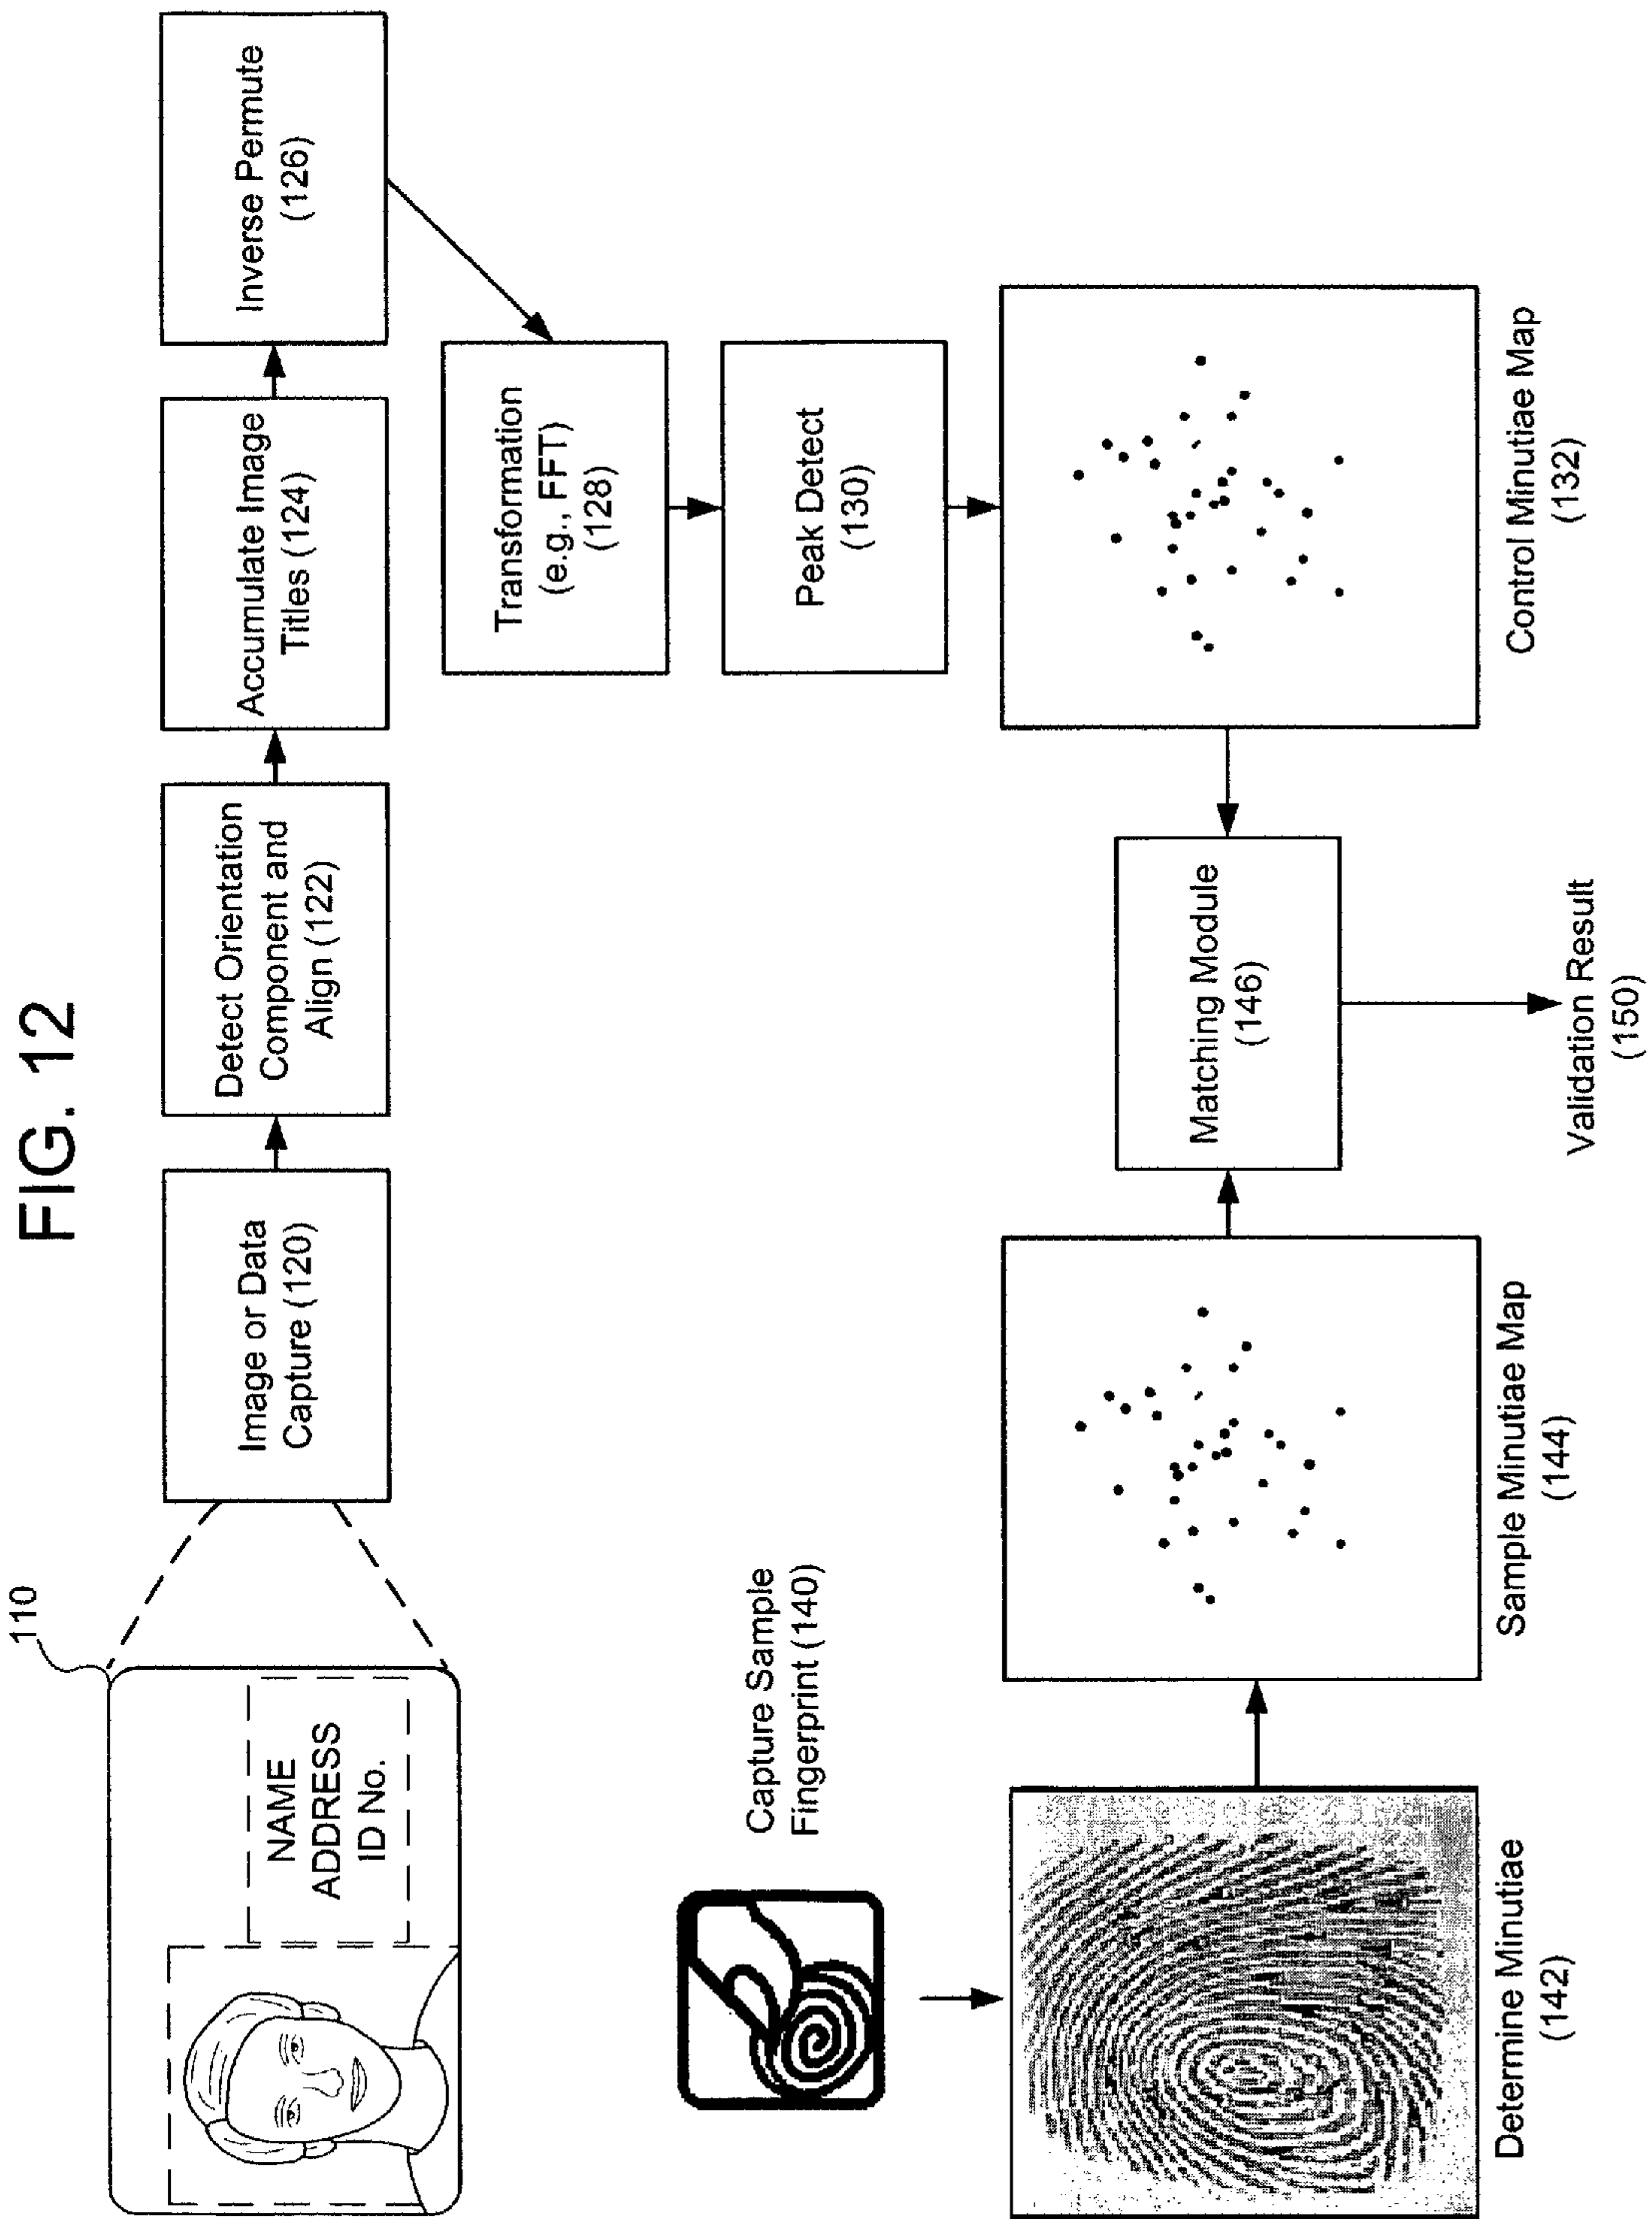 FIG. 12
110
NAME
ADDRESS
ID No.
Image or Data
Capture (120)
Detect Orientation
Component and
Align (122)
Accumulate Image
Titles (124)
Inverse Permute
(126)
Transformation
(e.g., FFT)
(128)
Peak Detect
(130)
Control Minutiae Map
(132)
Capture Sample
Fingerprint (140)
Determine Minutiae
(142)
Sample Minutiae Map
(144)
Matching Module
(146)
Validation Result
(150)